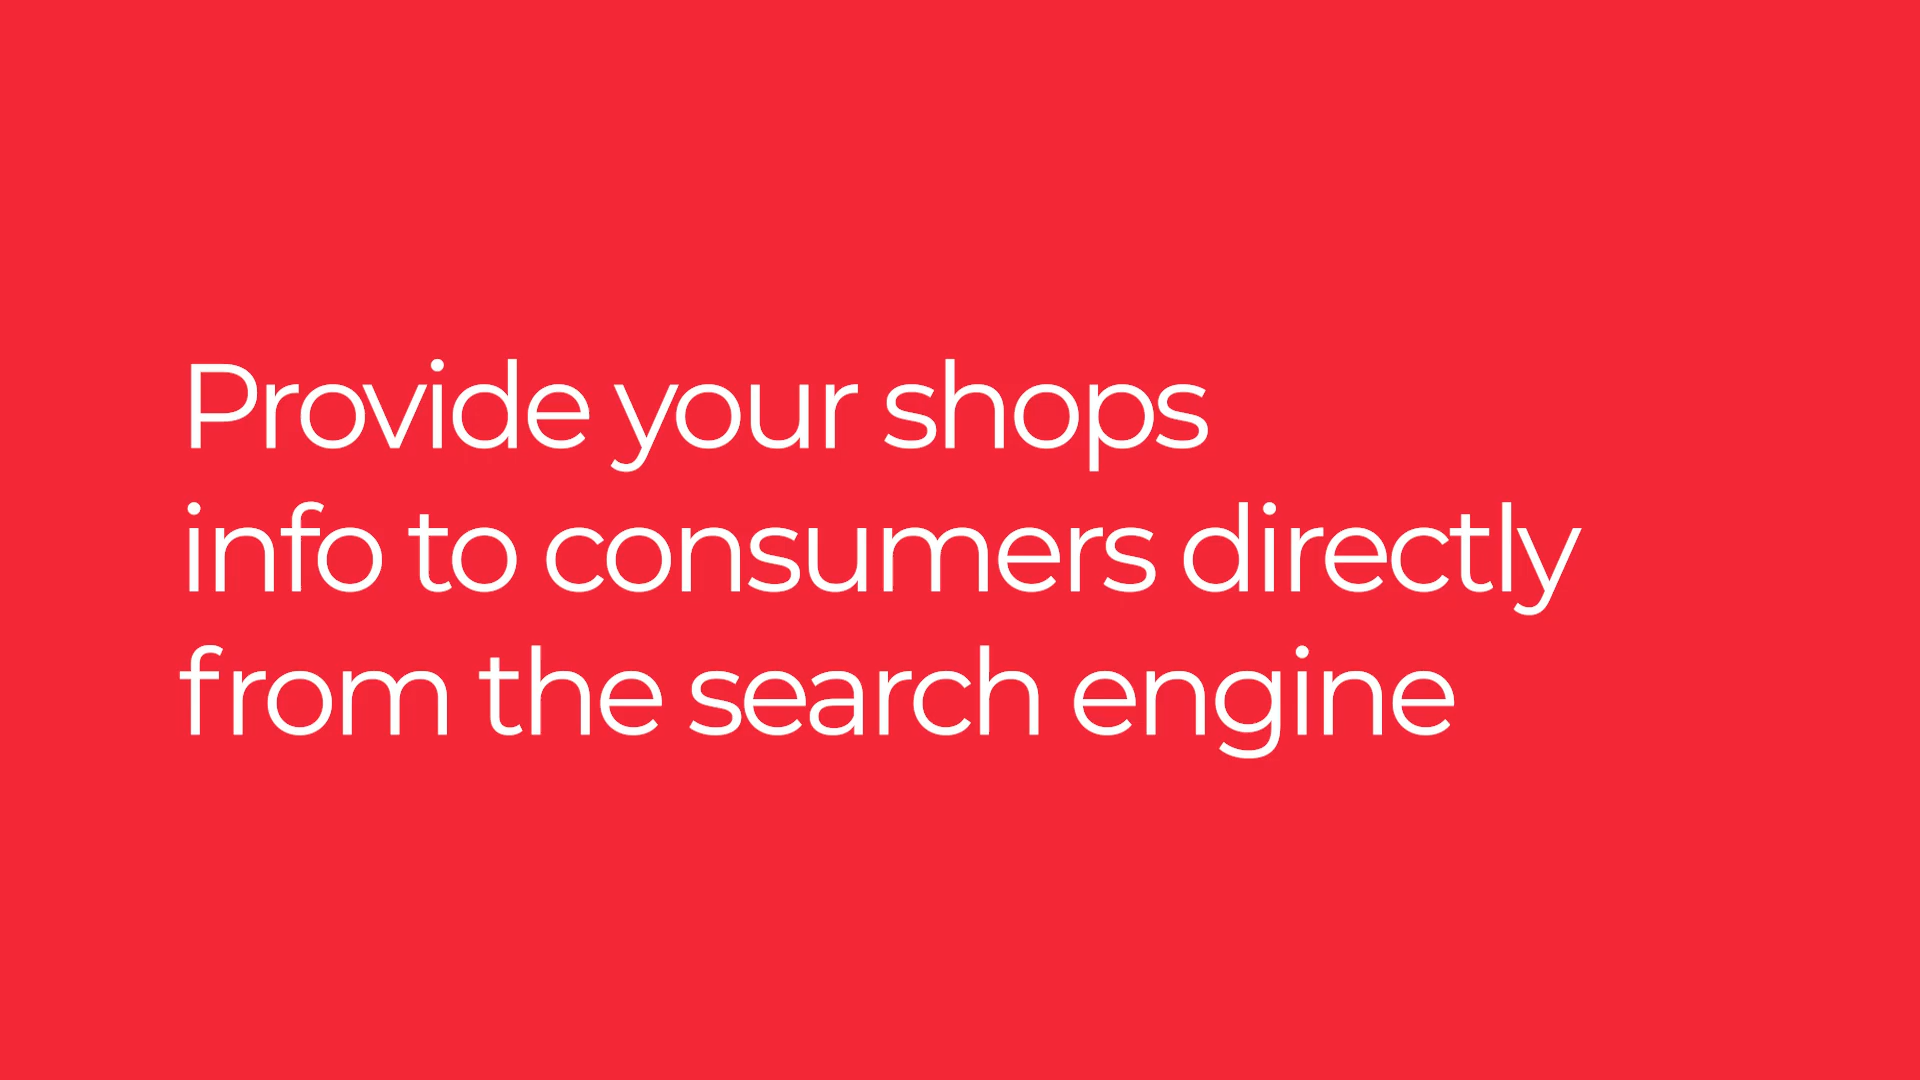 Provide your shops
info to consumers directly
from the search engine